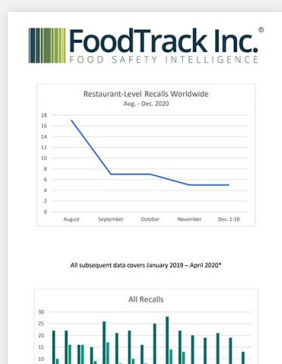 FoodTrack Inc.®
FOOD SAFETY INTELLIGENCE
Restaurant-Level Recalls Worldwide
Aug. - Dec. 2020
18
16
14
12
10
8
6
4
2
0
August September October November Dec. 1-10
All subsequent data covers January 2019 – April 2020*
All Recalls
30
25
20
15
10